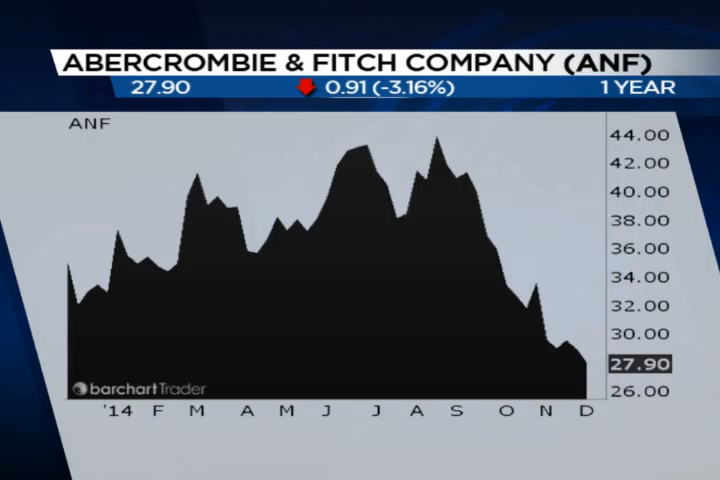 ABERCROMBIE & FITCH COMPANY (ANF)
27.90 0.91 (-3.16%) 1 YEAR
ANF
44.00
42.00
40.00
38.00
36.00
34.00
32.00
30.00
27.90
26.00
barchartTrader
'14 F M A M J J A S O N D